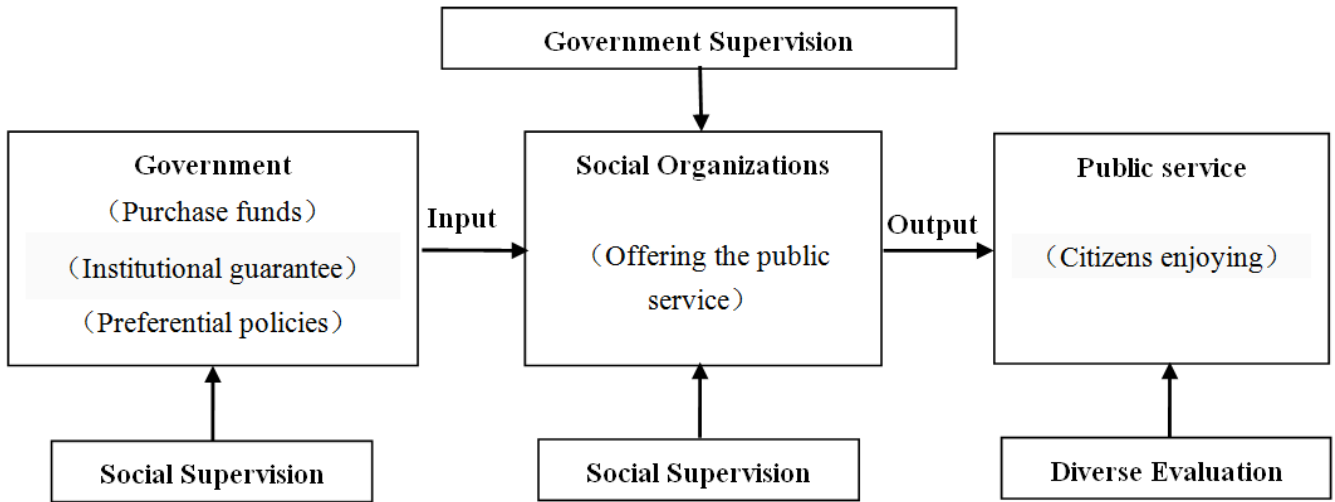 Government Supervision
Government
（Purchase funds）
（Institutional guarantee）
（Preferential policies）
Input
Social Organizations
（Offering the public
service）
Output
Public service
（Citizens enjoying）
Social Supervision
Social Supervision
Diverse Evaluation